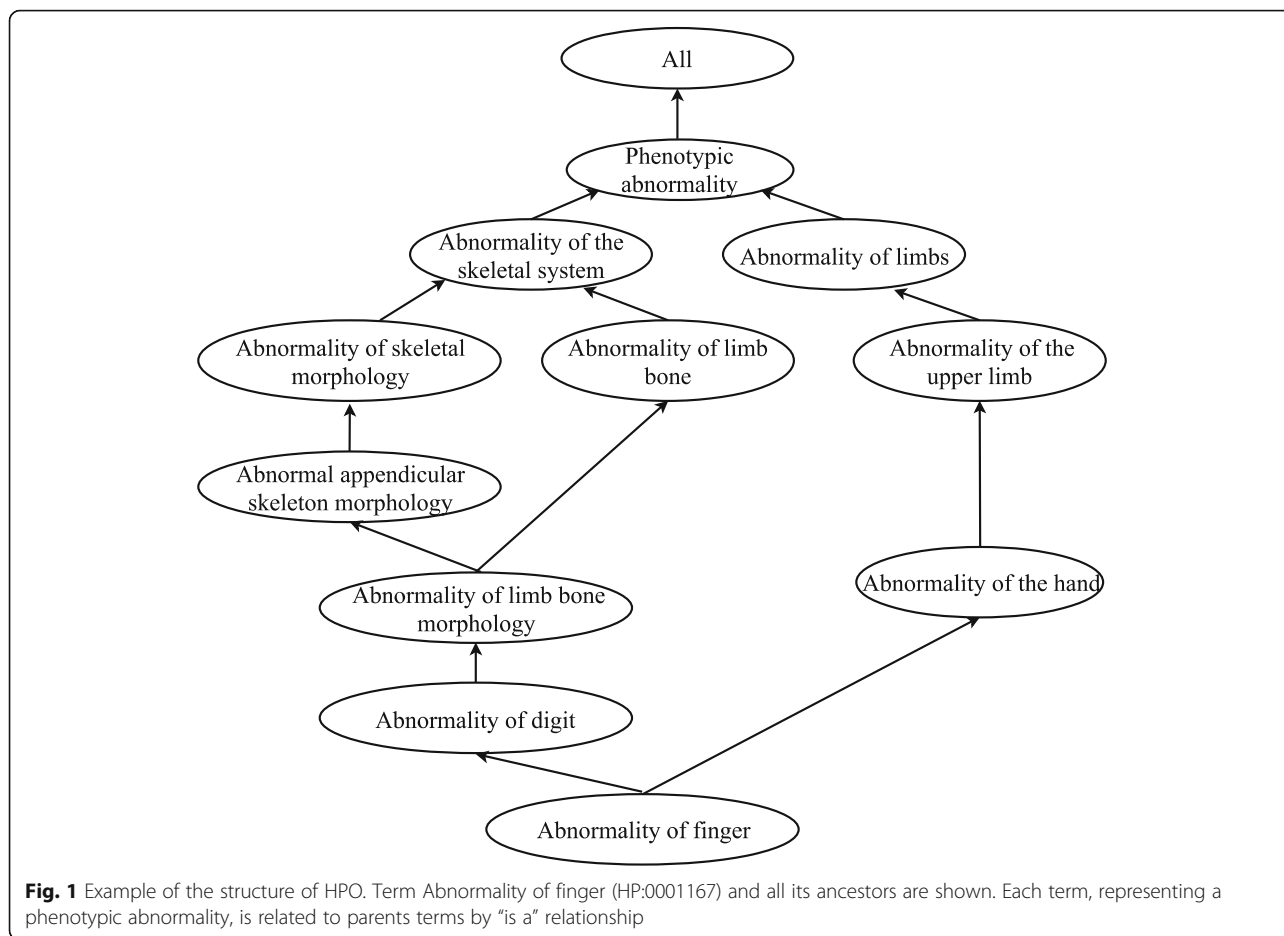 All
Phenotypic
abnormality
Abnormality of the
skeletal system
Abnormality of limbs
Abnormality of skeletal
morphology
Abnormality of limb
bone
Abnormality of the
upper limb
Abnormal appendicular
skeleton morphology
Abnormality of limb bone
morphology
Abnormality of the hand
Abnormality of digit
Abnormality of finger
Fig. 1 Example of the structure of HPO. Term Abnormality of finger (HP:0001167) and all its ancestors are shown. Each term, representing a
phenotypic abnormality, is related to parents terms by “is a” relationship